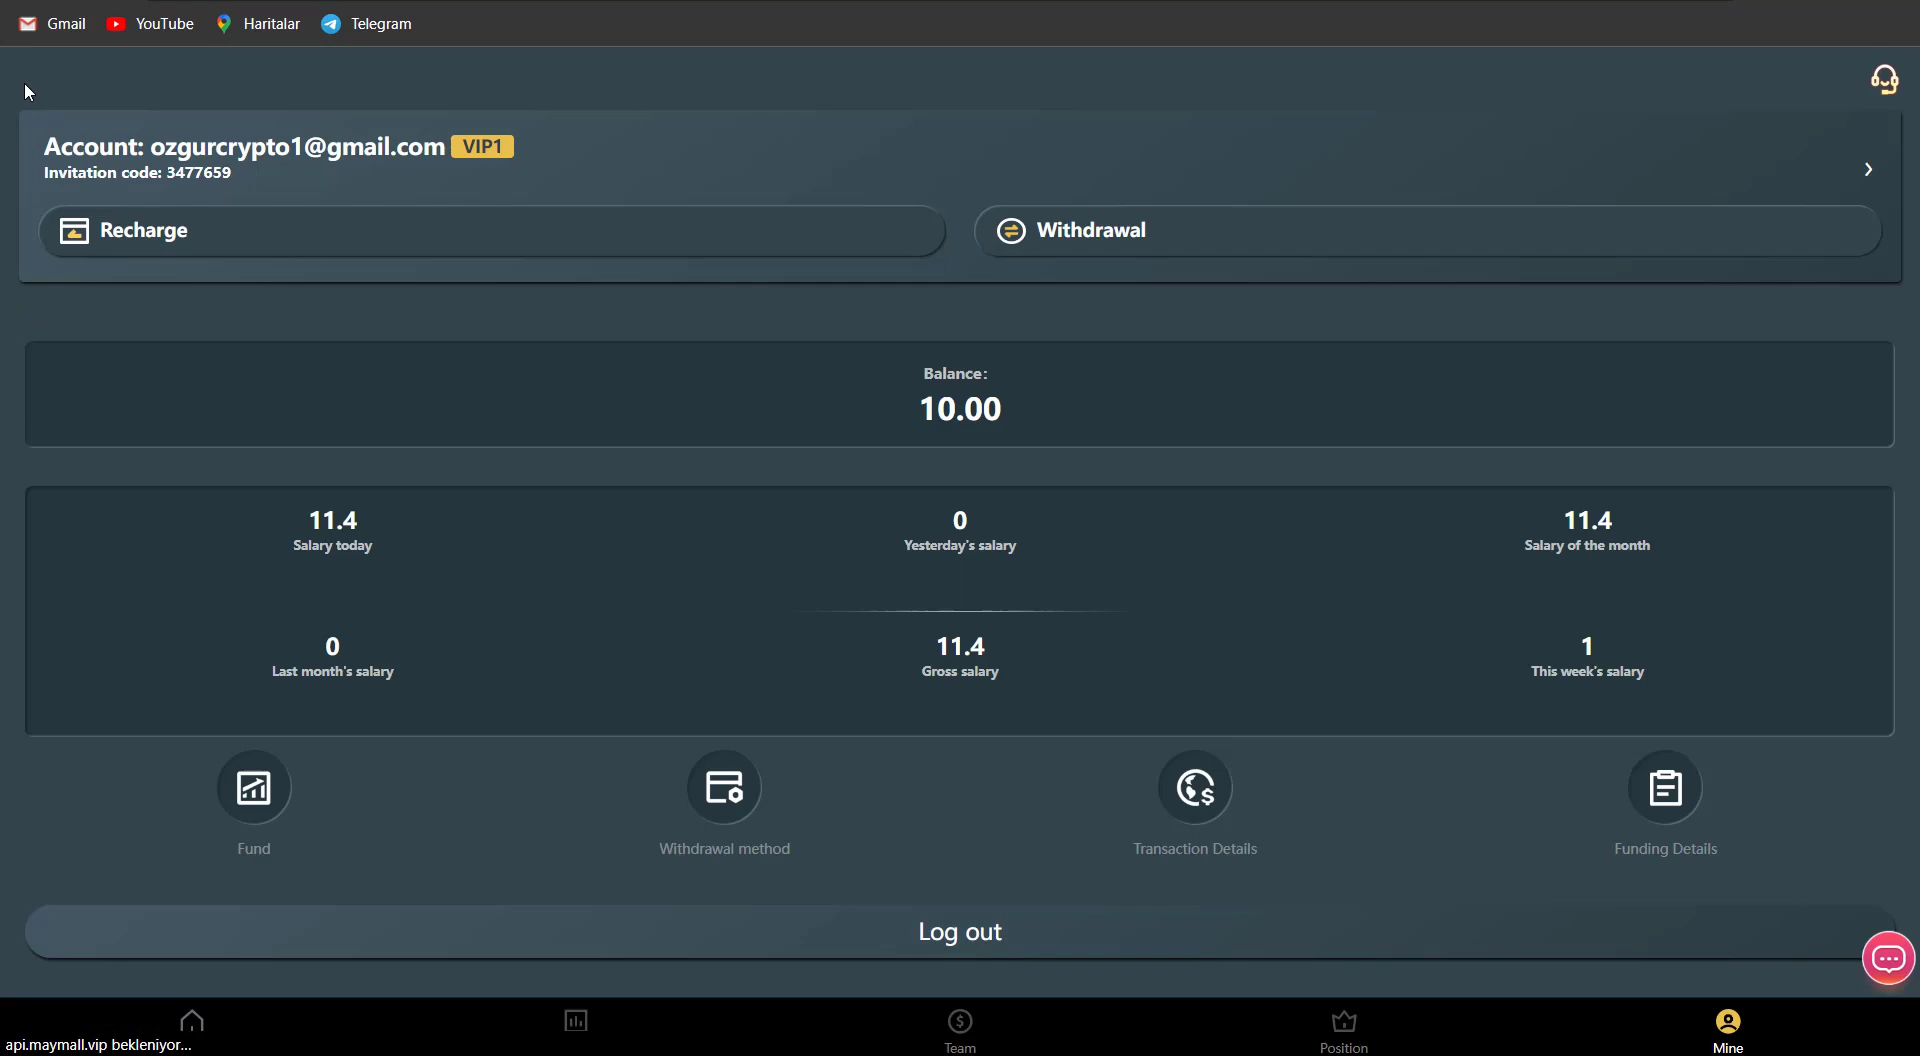 Gmail YouTube Haritalar Telegram
Account: ozgurcrypto1@gmail.com VIP1
Invitation code: 3477659
Recharge Withdrawal
Balance:
10.00
11.4 0 11.4
Salary today Yesterday's salary Salary of the month
0 11.4 1
Last month's salary Gross salary This week's salary
Fund Withdrawal method Transaction Details Funding Details
Log out
api.maymall.vip bekleniyor... Team Position Mine